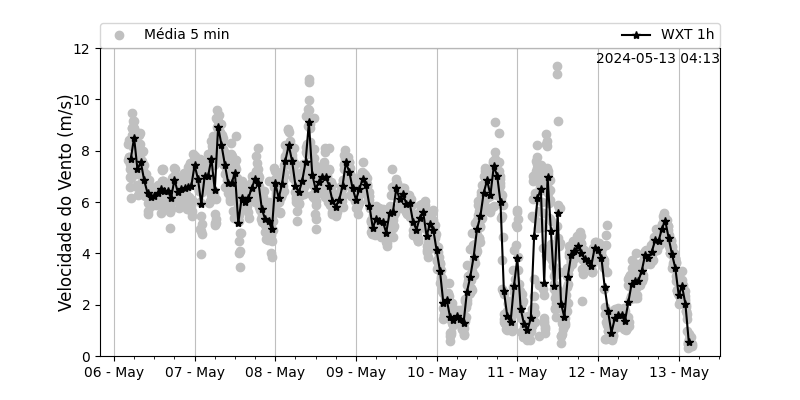 Média 5 min
WXT 1h
2024-05-13 04:13
Velocidade do Vento (m/s)
12
10
8
6
4
2
0
06 - May 07 - May 08 - May 09 - May 10 - May 11 - May 12 - May 13 - May